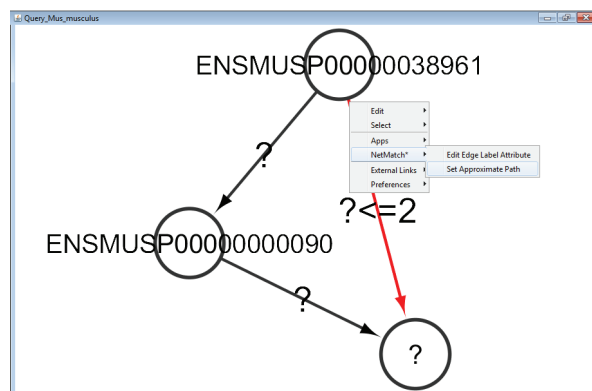 Query_Mus_musculus
ENSMUSP00000038961
Edit
Select
Apps
NetMatch*
External Links
Preferences
Edit Edge Label Attribute
Set Approximate Path
?
?<=2
ENSMUSP00000000090
?
?